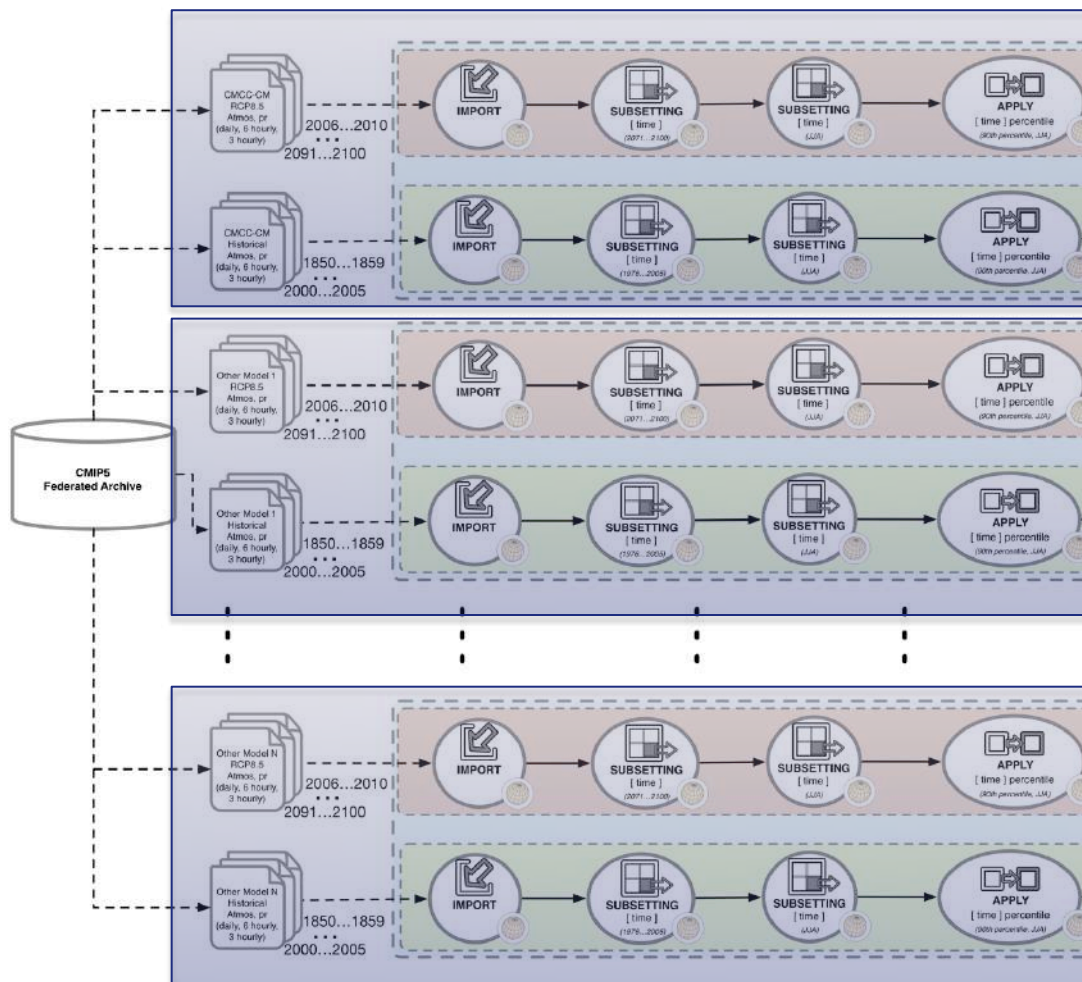 CMCC-CM
RCP8.5
Atmos, pr
(daily, 6 hourly,
3 hourly)
2006...2010
...
2091...2100
IMPORT
SUBSETTING
[ time ]
(2071...2100)
SUBSETTING
[ time ]
(JJA)
APPLY
[ time ] percentile
(90th percentile, JJA)
CMCC-CM
Historical
Atmos, pr
(daily, 6 hourly,
3 hourly)
1850...1859
...
2000...2005
IMPORT
SUBSETTING
[ time ]
(1976...2005)
SUBSETTING
[ time ]
(JJA)
APPLY
[ time ] percentile
(90th percentile, JJA)
Other Model 1
RCP8.5
Atmos, pr
(daily, 6 hourly,
3 hourly)
2006...2010
...
2091...2100
IMPORT
SUBSETTING
[ time ]
(2071...2100)
SUBSETTING
[ time ]
(JJA)
APPLY
[ time ] percentile
(90th percentile, JJA)
CMIP5
Federated Archive
Other Model 1
Historical
Atmos, pr
(daily, 6 hourly,
3 hourly)
1850...1859
...
2000...2005
IMPORT
SUBSETTING
[ time ]
(1976...2005)
SUBSETTING
[ time ]
(JJA)
APPLY
[ time ] percentile
(90th percentile, JJA)
Other Model N
RCP8.5
Atmos, pr
(daily, 6 hourly,
3 hourly)
2006...2010
...
2091...2100
IMPORT
SUBSETTING
[ time ]
(2071...2100)
SUBSETTING
[ time ]
(JJA)
APPLY
[ time ] percentile
(90th percentile, JJA)
Other Model N
Historical
Atmos, pr
(daily, 6 hourly,
3 hourly)
1850...1859
...
2000...2005
IMPORT
SUBSETTING
[ time ]
(1976...2005)
SUBSETTING
[ time ]
(JJA)
APPLY
[ time ] percentile
(90th percentile, JJA)